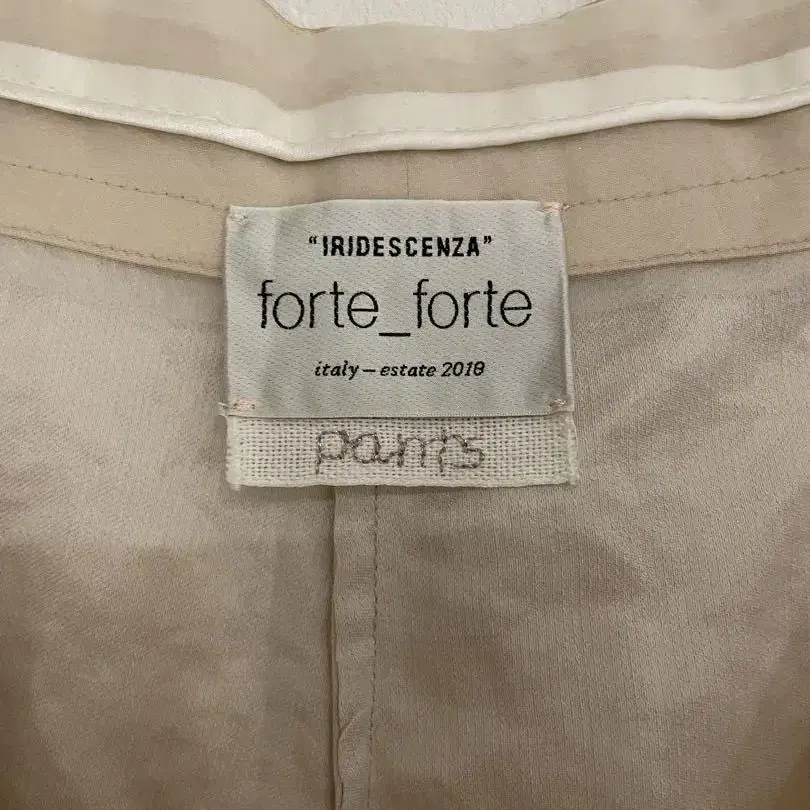 “IRIDESCENZA”
forte_forte
italy – estate 2018
pants